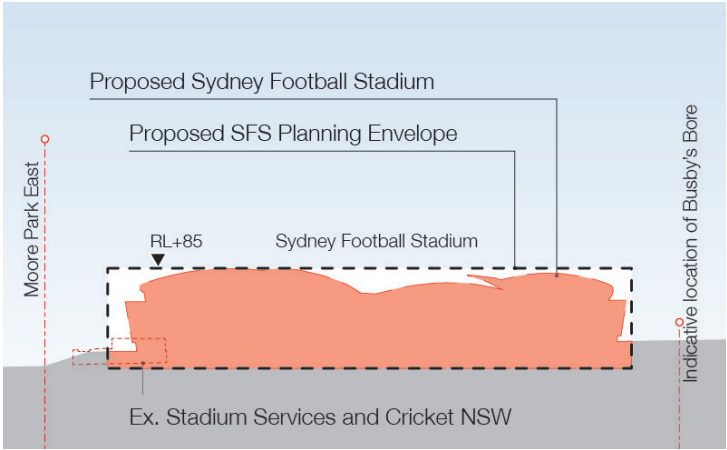 Proposed Sydney Football Stadium
Proposed SFS Planning Envelope
Moore Park East
RL+85
Sydney Football Stadium
Indicative location of Busby's Bore
Ex. Stadium Services and Cricket NSW